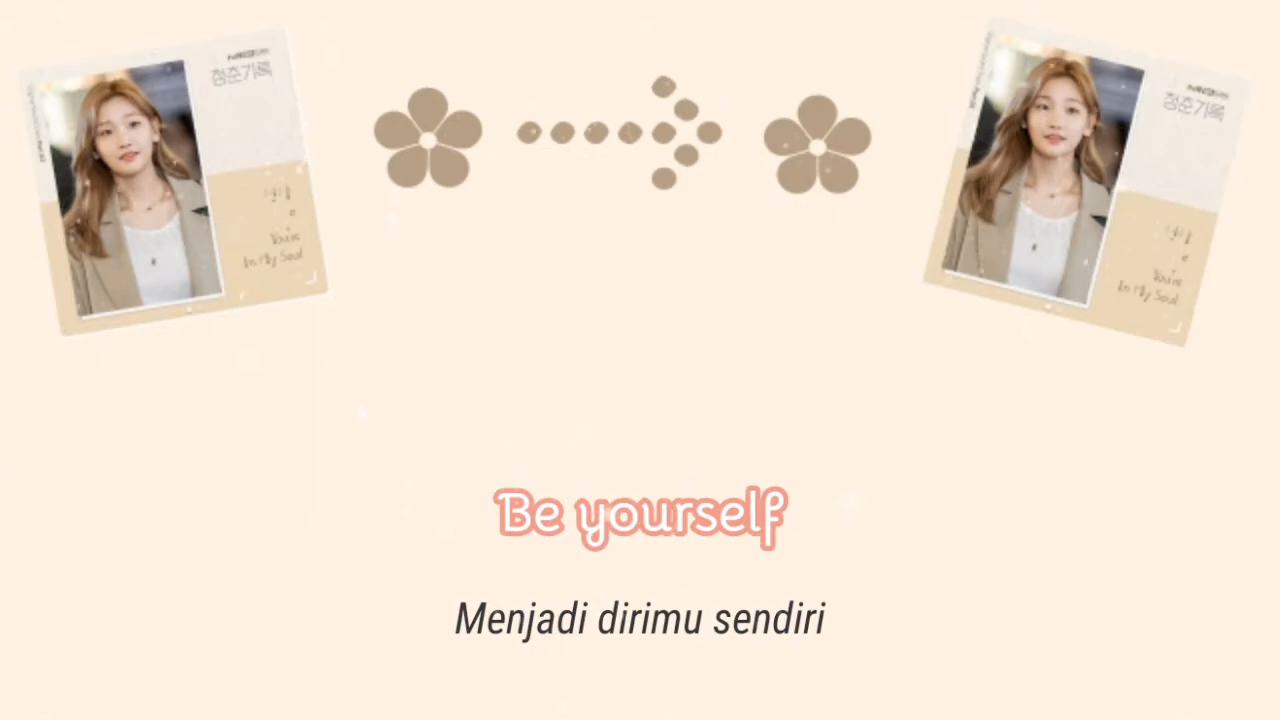 청춘기록
You're
In My Soul
청춘기록
You're
In My Soul
Be yourself
Menjadi dirimu sendiri